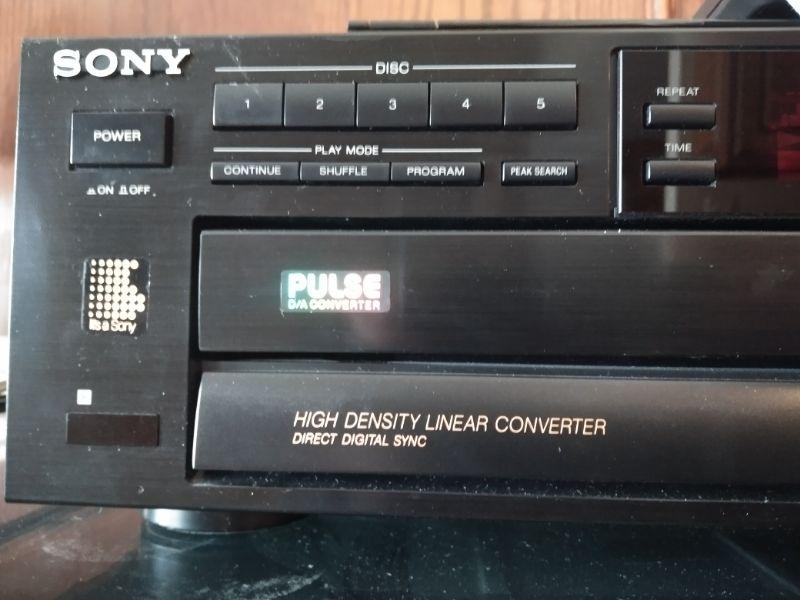 SONY
DISC
1 2 3 4 5
REPEAT
POWER
PLAY MODE
TIME
CONTINUE SHUFFLE PROGRAM PEAK SEARCH
ON OFF
PULSE
D/A CONVERTER
It's a Sony
HIGH DENSITY LINEAR CONVERTER
DIRECT DIGITAL SYNC